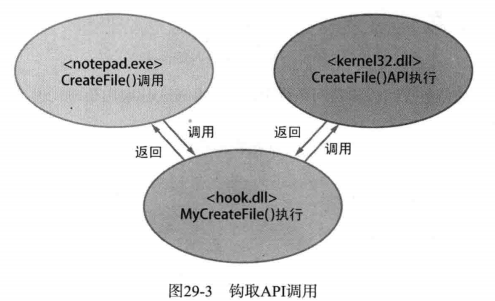 <notepad.exe>
CreateFile()调用
<kernel32.dll>
CreateFile()API执行
调用
返回
返回
调用
<hook.dll>
MyCreateFile()执行
图29-3 钩取API调用